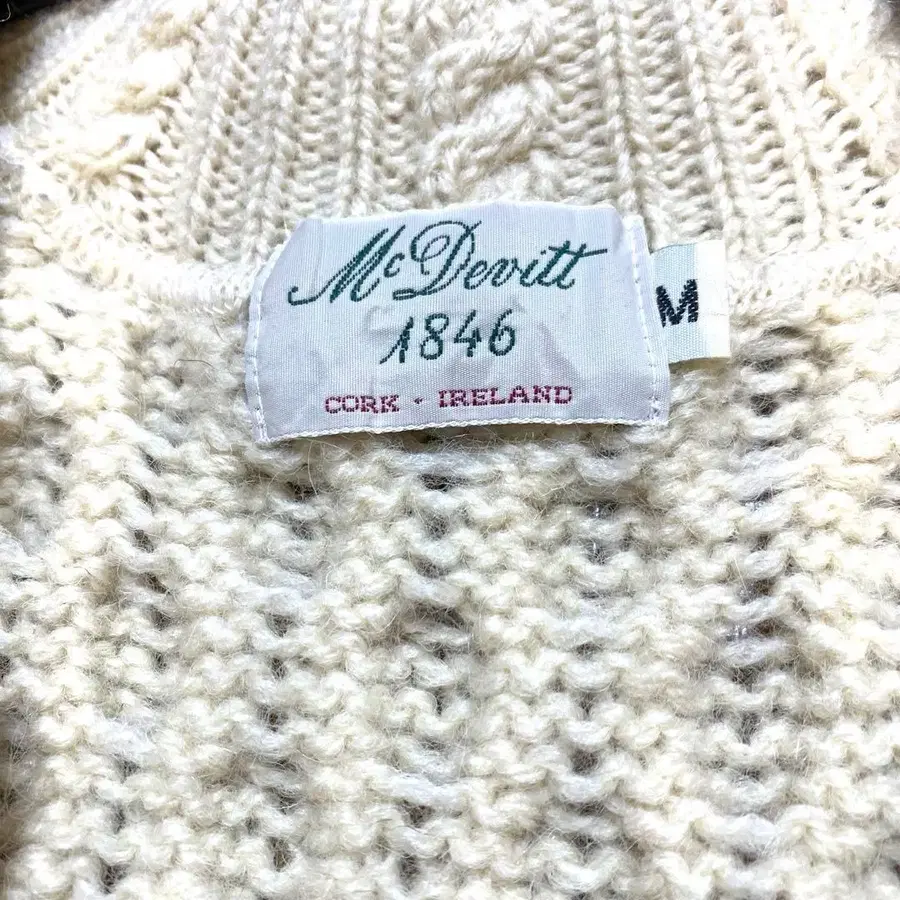 McDevitt
1846
CORK · IRELAND
M